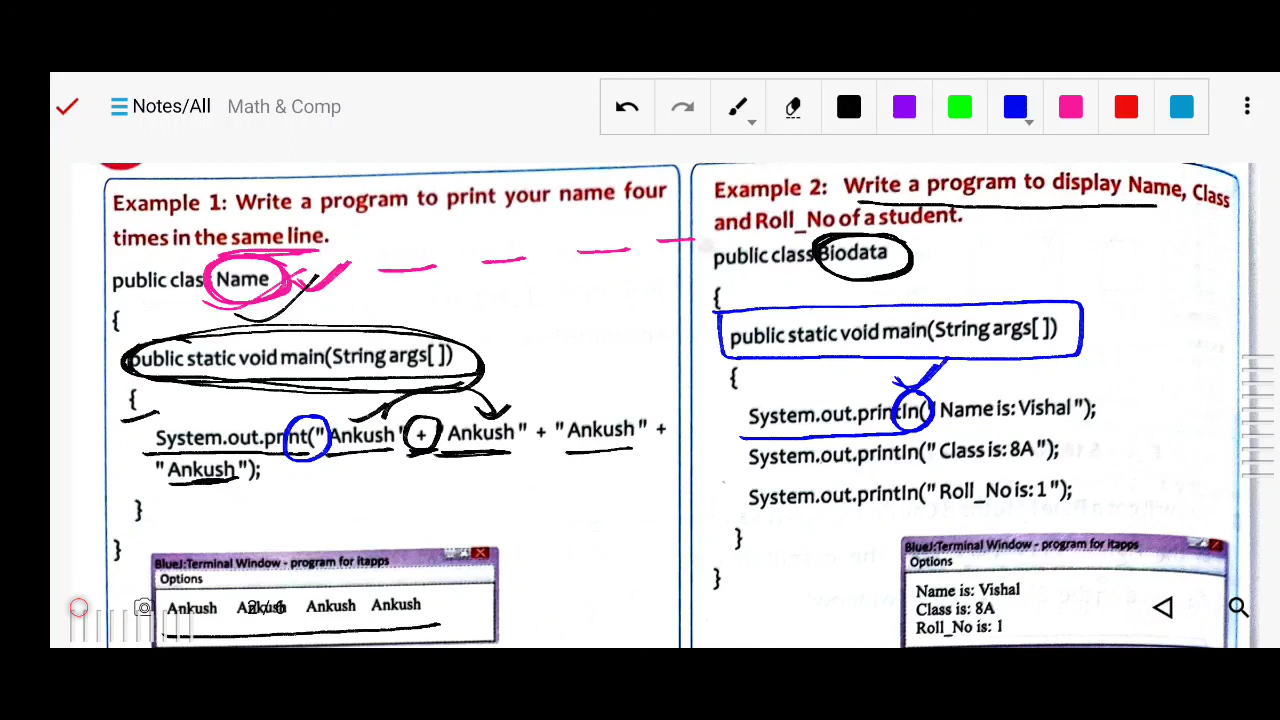 Notes/All Math & Comp
Example 1: Write a program to print your name four
times in the same line.
public clas Name
{
public static void main(String args[ ])
{
System.out.print(" Ankush" + " Ankush" + " Ankush" +
" Ankush");
}
}
BlueJ:Terminal Window - program for itapps
Options
Ankush Ankush Ankush Ankush
2 / 6
Example 2: Write a program to display Name, Class
and Roll_No of a student.
public class Biodata
{
public static void main(String args[ ])
{
System.out.println(" Name is: Vishal ");
System.out.println(" Class is: 8A ");
System.out.println(" Roll_No is: 1 ");
}
}
BlueJ:Terminal Window - program for itapps
Options
Name is: Vishal
Class is: 8A
Roll_No is: 1